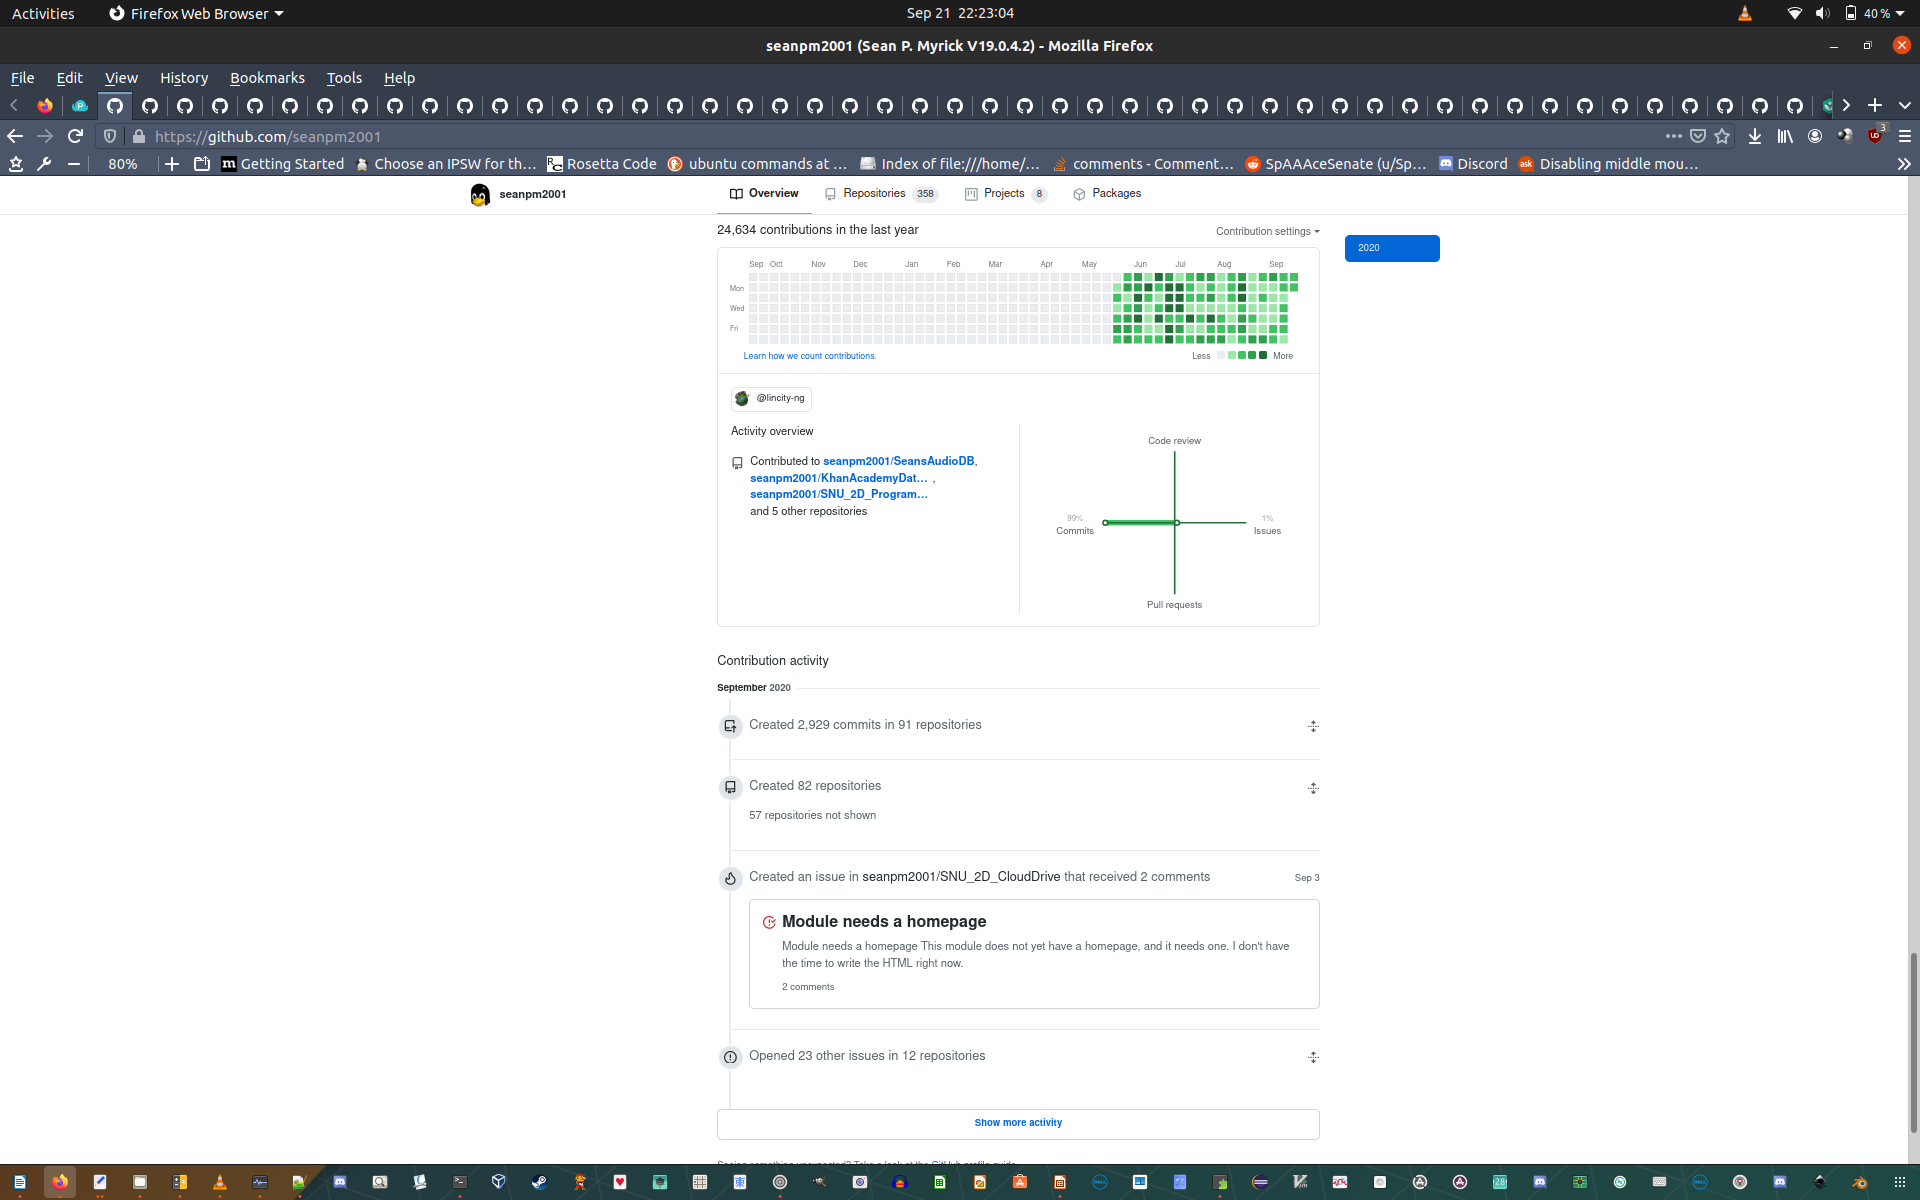 Activities
Firefox Web Browser
Sep 21 22:23:04
40 %
seanpm2001 (Sean P. Myrick V19.0.4.2) - Mozilla Firefox
File Edit View History Bookmarks Tools Help
https://github.com/seanpm2001
3
80%
Getting Started
Choose an IPSW for th…
Rosetta Code
ubuntu commands at …
Index of file:///home/…
comments - Comment…
SpAAAceSenate (u/Sp…
Discord
Disabling middle mou…
seanpm2001
Overview
Repositories 358
Projects 8
Packages
24,634 contributions in the last year
Contribution settings
2020
Sep Oct Nov Dec Jan Feb Mar Apr May Jun Jul Aug Sep
Mon
Wed
Fri
Learn how we count contributions.
Less
More
@lincity-ng
Activity overview
Contributed to seanpm2001/SeansAudioDB,
seanpm2001/KhanAcademyDat… ,
seanpm2001/SNU_2D_Program…
and 5 other repositories
Code review
99%
Commits
1%
Issues
Pull requests
Contribution activity
September 2020
Created 2,929 commits in 91 repositories
Created 82 repositories
57 repositories not shown
Created an issue in seanpm2001/SNU_2D_CloudDrive that received 2 comments
Sep 3
Module needs a homepage
Module needs a homepage This module does not yet have a homepage, and it needs one. I don't have
the time to write the HTML right now.
2 comments
Opened 23 other issues in 12 repositories
Show more activity